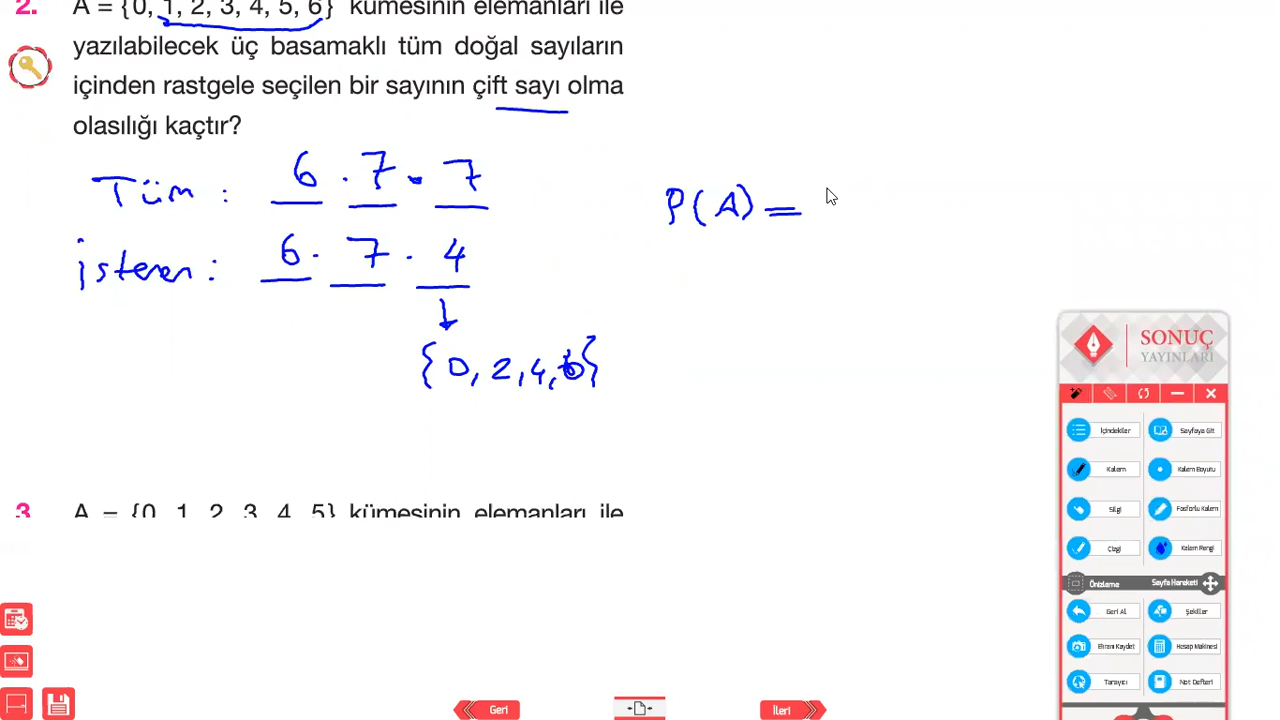 2. A = {0, 1, 2, 3, 4, 5, 6} kümesinin elemanları ile
yazılabilecek üç basamaklı tüm doğal sayıların
içinden rastgele seçilen bir sayının çift sayı olma
olasılığı kaçtır?
Tüm : 6 . 7 . 7
istenen : 6 . 7 . 4
{0, 2, 4, 6}
P(A) =
3 A = {0, 1, 2, 3, 4, 5} kümesinin elemanları ile
SONUÇ
YAYINLARI
İçindekiler
Sayfaya Git
Kalem
Kalem Boyutu
Silgi
Fosforlu Kalem
Çizgi
Kalem Rengi
Önizleme
Sayfa Hareketi
Geri Al
Şekiller
Ekran Kaydet
Hesap Makinesi
Tarayıcı
Not Defteri
Geri
İleri